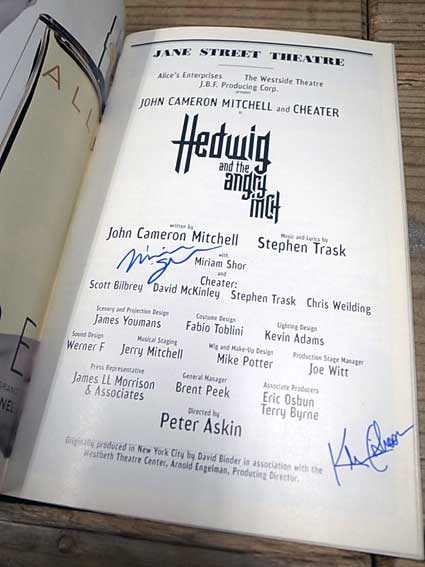 JANE STREET THEATRE
Alice's Enterprises The Westside Theatre
J.B.F. Producing Corp.
present
JOHN CAMERON MITCHELL and CHEATER
in
Hedwig
and the
angry
inch
written by
John Cameron Mitchell
Music and Lyrics by
Stephen Trask
with
Miriam Shor
and
Cheater:
Scott Bilbrey David McKinley Stephen Trask Chris Weilding
Scenery and Projection Design
James Youmans
Costume Design
Fabio Toblini
Lighting Design
Kevin Adams
Sound Design
Werner F
Musical Staging
Jerry Mitchell
Wig and Make-Up Design
Mike Potter
Production Stage Manager
Joe Witt
Press Representative
James LL Morrison
& Associates
General Manager
Brent Peek
Associate Producers
Eric Osbun
Terry Byrne
Directed by
Peter Askin
Originally produced in New York City by David Binder in association with the
Westbeth Theatre Center, Arnold Engelman, Producing Director.
ALL